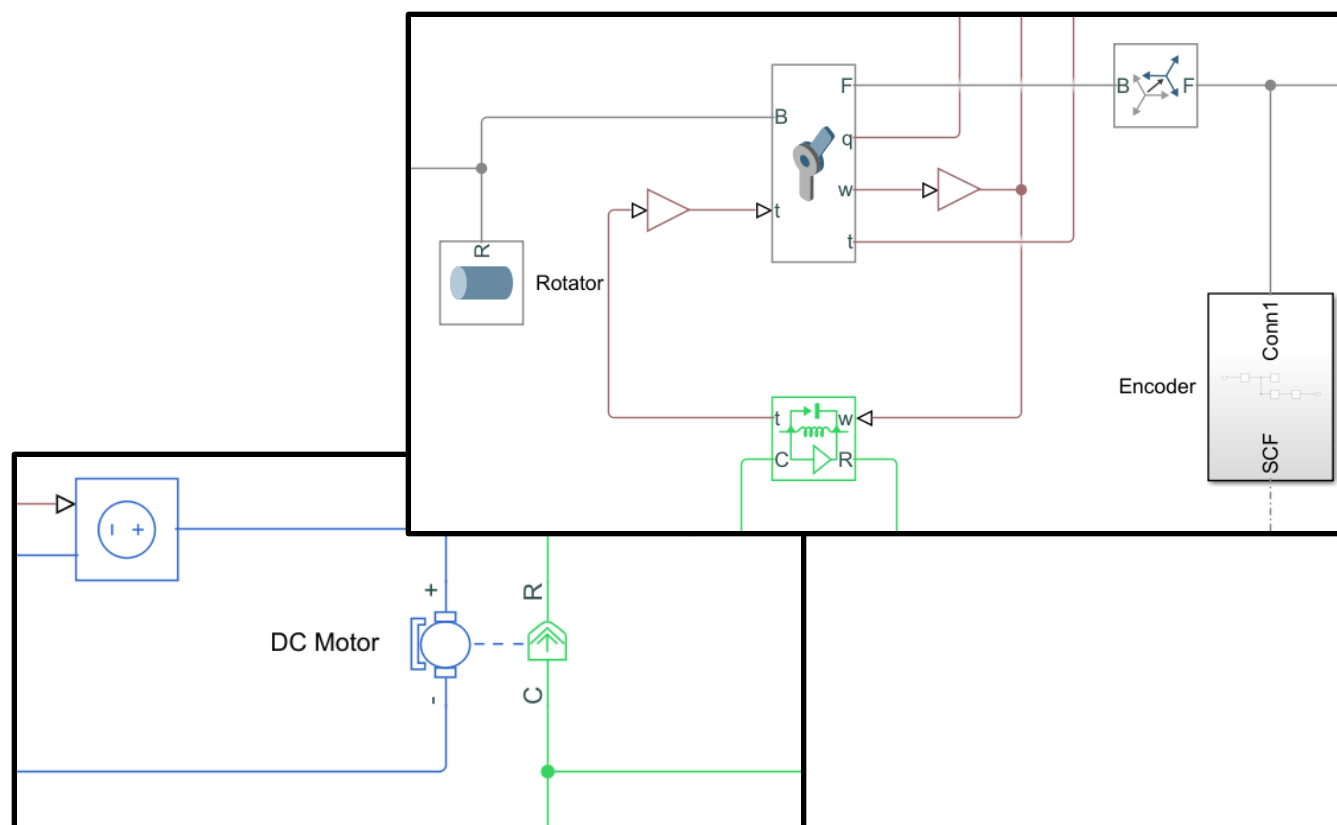 F
B
B
F
q
w
t
t
R
Rotator
Conn1
Encoder
SCF
t
w
C
R
- +
+
R
DC Motor
-
C